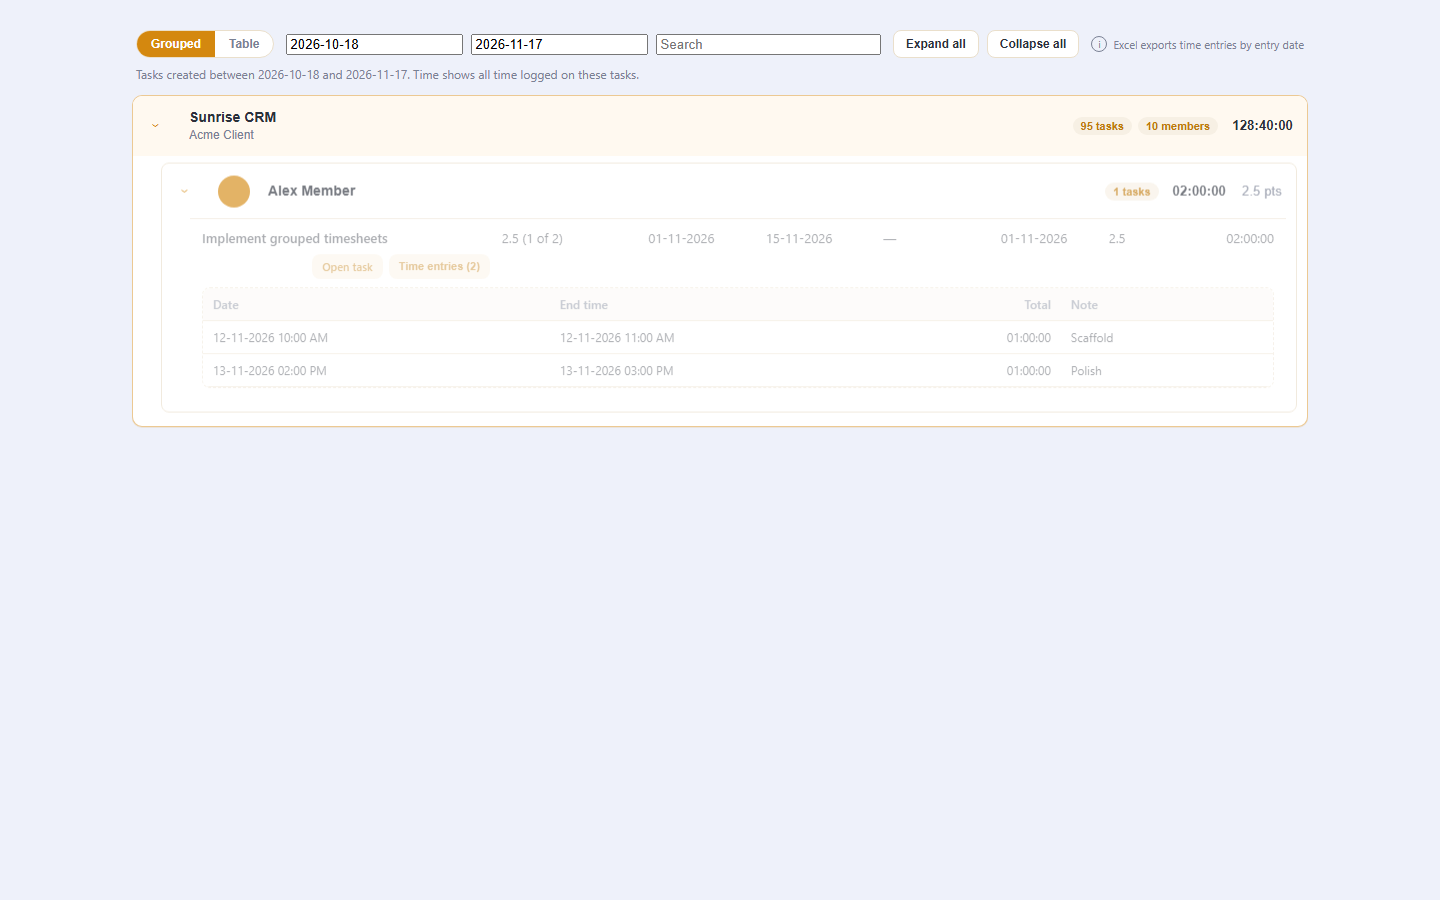 Grouped Table 2026-10-18 2026-11-17 Search Expand all Collapse all i Excel exports time entries by entry date
Tasks created between 2026-10-18 and 2026-11-17. Time shows all time logged on these tasks.
Sunrise CRM 95 tasks 10 members 128:40:00
Acme Client
Alex Member 1 tasks 02:00:00 2.5 pts
Implement grouped timesheets 2.5 (1 of 2) 01-11-2026 15-11-2026 — 01-11-2026 2.5 02:00:00
Open task Time entries (2)
Date End time Total Note
12-11-2026 10:00 AM 12-11-2026 11:00 AM 01:00:00 Scaffold
13-11-2026 02:00 PM 13-11-2026 03:00 PM 01:00:00 Polish